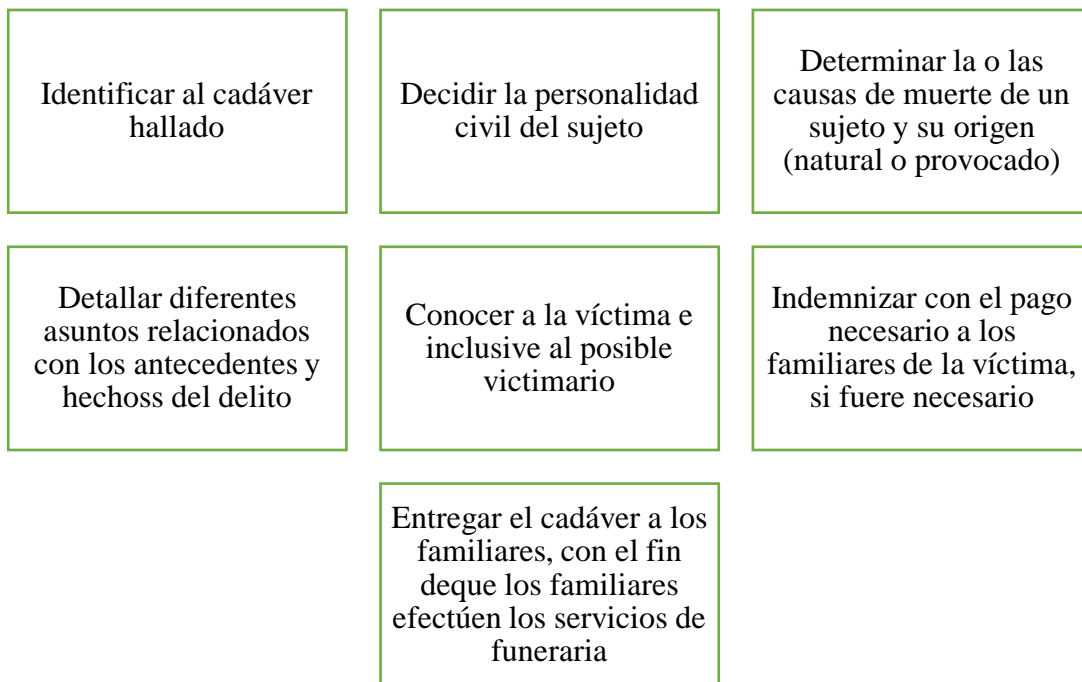 Identificar al cadáver
hallado
Decidir la personalidad
civil del sujeto
Determinar la o las
causas de muerte de un
sujeto y su origen
(natural o provocado)
Detallar diferentes
asuntos relacionados
con los antecedentes y
hechoss del delito
Conocer a la víctima e
inclusive al posible
victimario
Indemnizar con el pago
necesario a los
familiares de la víctima,
si fuere necesario
Entregar el cadáver a los
familiares, con el fin
deque los familiares
efectúen los servicios de
funeraria